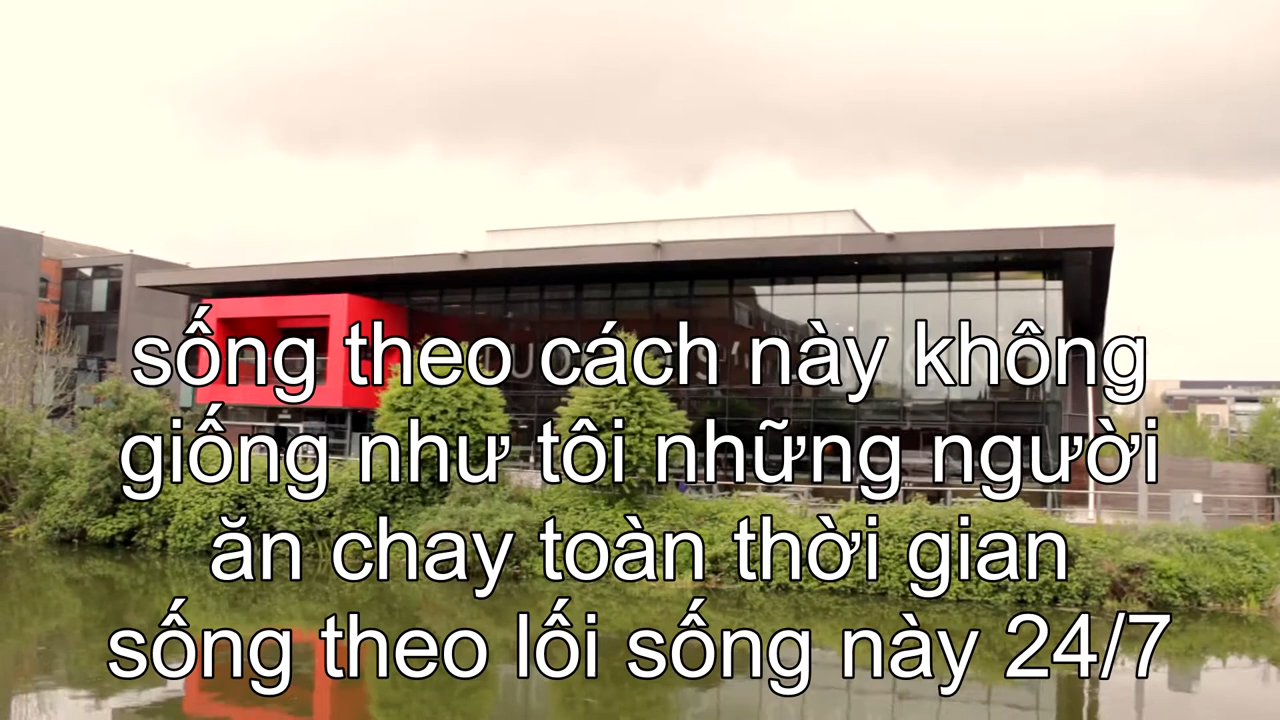 sống theo cách này không
giống như tôi những người
ăn chay toàn thời gian
sống theo lối sống này 24/7